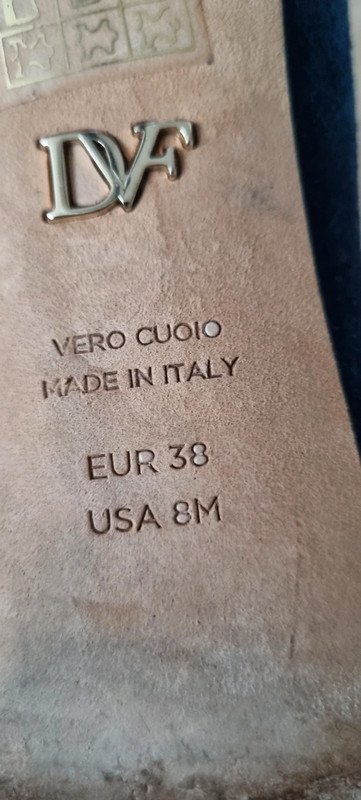 DVF
VERO CUOIO
MADE IN ITALY
EUR 38
USA 8M